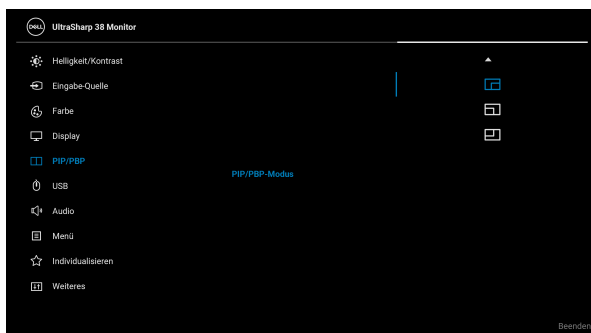 DELL UltraSharp 38 Monitor
Helligkeit/Kontrast
Eingabe-Quelle
Farbe
Display
PIP/PBP
PIP/PBP-Modus
USB
Audio
Menü
Individualisieren
Weiteres
Beenden